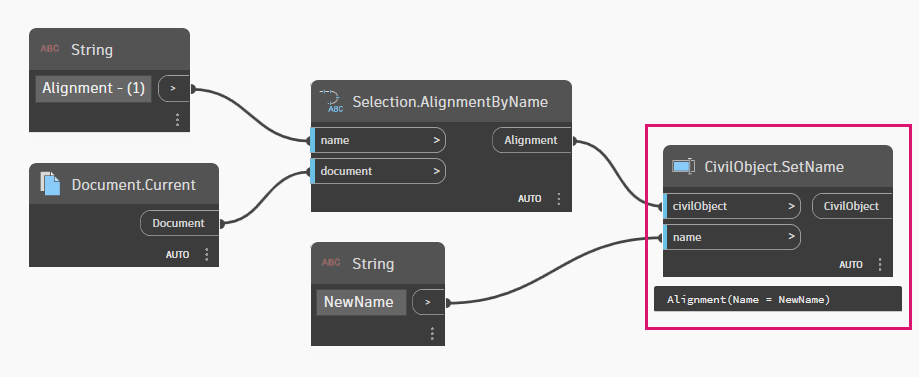 ABC String
Alignment - (1) >
Document.Current
Document
AUTO
ABC Selection.AlignmentByName
name > Alignment
document >
AUTO
ABC String
NewName >
CivilObject.SetName
civilObject > CivilObject
name >
AUTO
Alignment(Name = NewName)